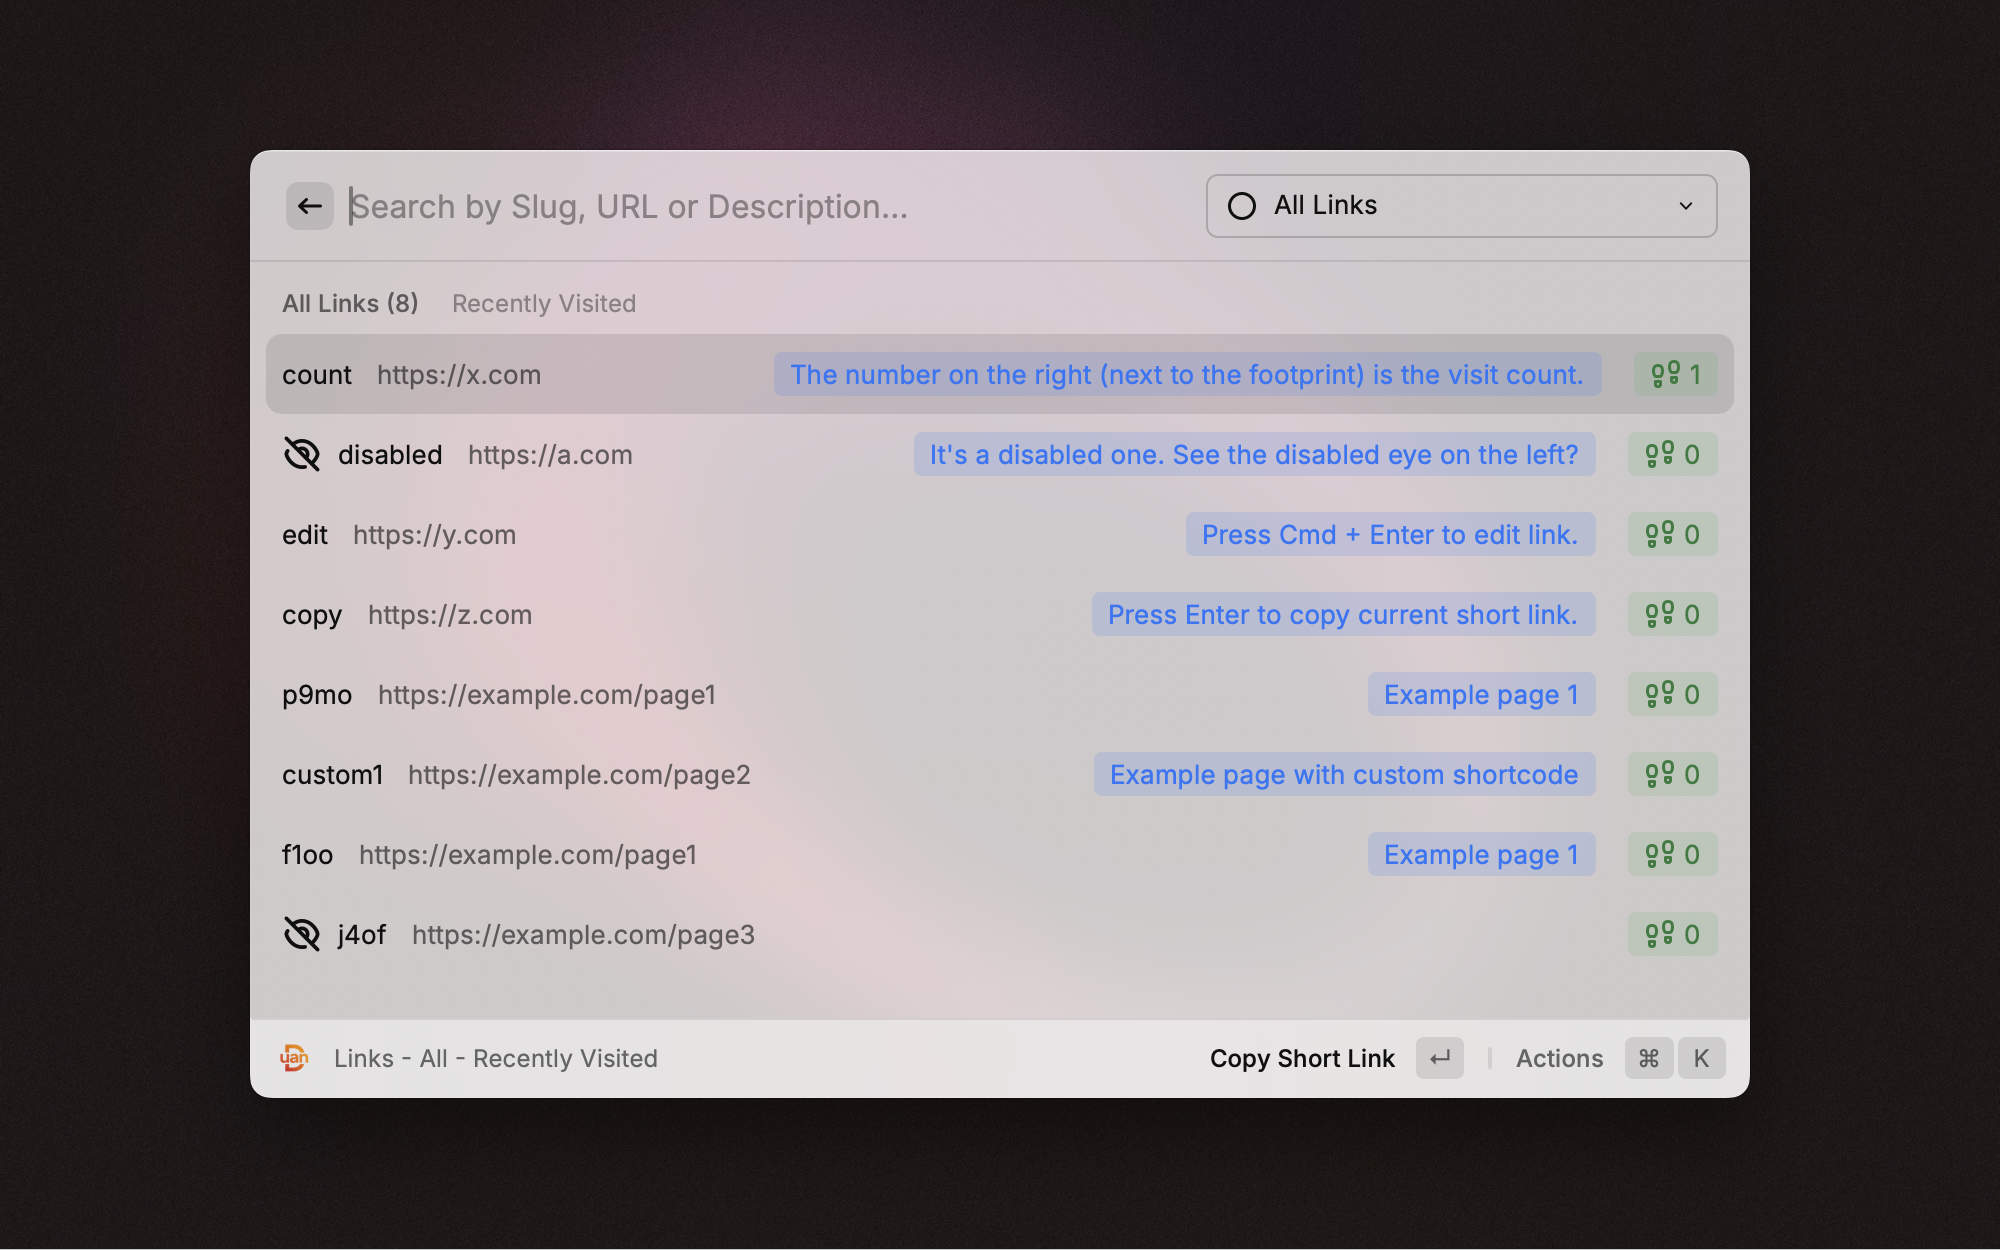 Search by Slug, URL or Description...
All Links
All Links (8) Recently Visited
count https://x.com The number on the right (next to the footprint) is the visit count. 1
disabled https://a.com It's a disabled one. See the disabled eye on the left? 0
edit https://y.com Press Cmd + Enter to edit link. 0
copy https://z.com Press Enter to copy current short link. 0
p9mo https://example.com/page1 Example page 1 0
custom1 https://example.com/page2 Example page with custom shortcode 0
f1oo https://example.com/page1 Example page 1 0
j4of https://example.com/page3 0
Duan Links - All - Recently Visited Copy Short Link ↵ Actions ⌘ K